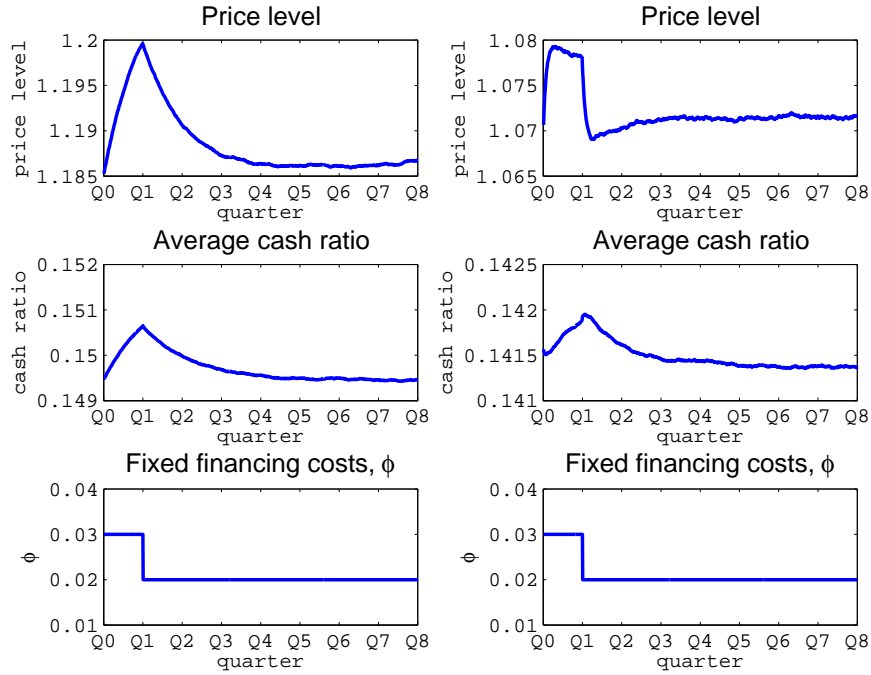 Price level
price level
1.2
1.195
1.19
1.185
Q0 Q1 Q2 Q3 Q4 Q5 Q6 Q7 Q8
quarter
Price level
price level
1.08
1.075
1.07
1.065
Q0 Q1 Q2 Q3 Q4 Q5 Q6 Q7 Q8
quarter
Average cash ratio
cash ratio
0.152
0.151
0.15
0.149
Q0 Q1 Q2 Q3 Q4 Q5 Q6 Q7 Q8
quarter
Average cash ratio
cash ratio
0.1425
0.142
0.1415
0.141
Q0 Q1 Q2 Q3 Q4 Q5 Q6 Q7 Q8
quarter
Fixed financing costs, ϕ
ϕ
0.04
0.03
0.02
0.01
Q0 Q1 Q2 Q3 Q4 Q5 Q6 Q7 Q8
quarter
Fixed financing costs, ϕ
ϕ
0.04
0.03
0.02
0.01
Q0 Q1 Q2 Q3 Q4 Q5 Q6 Q7 Q8
quarter